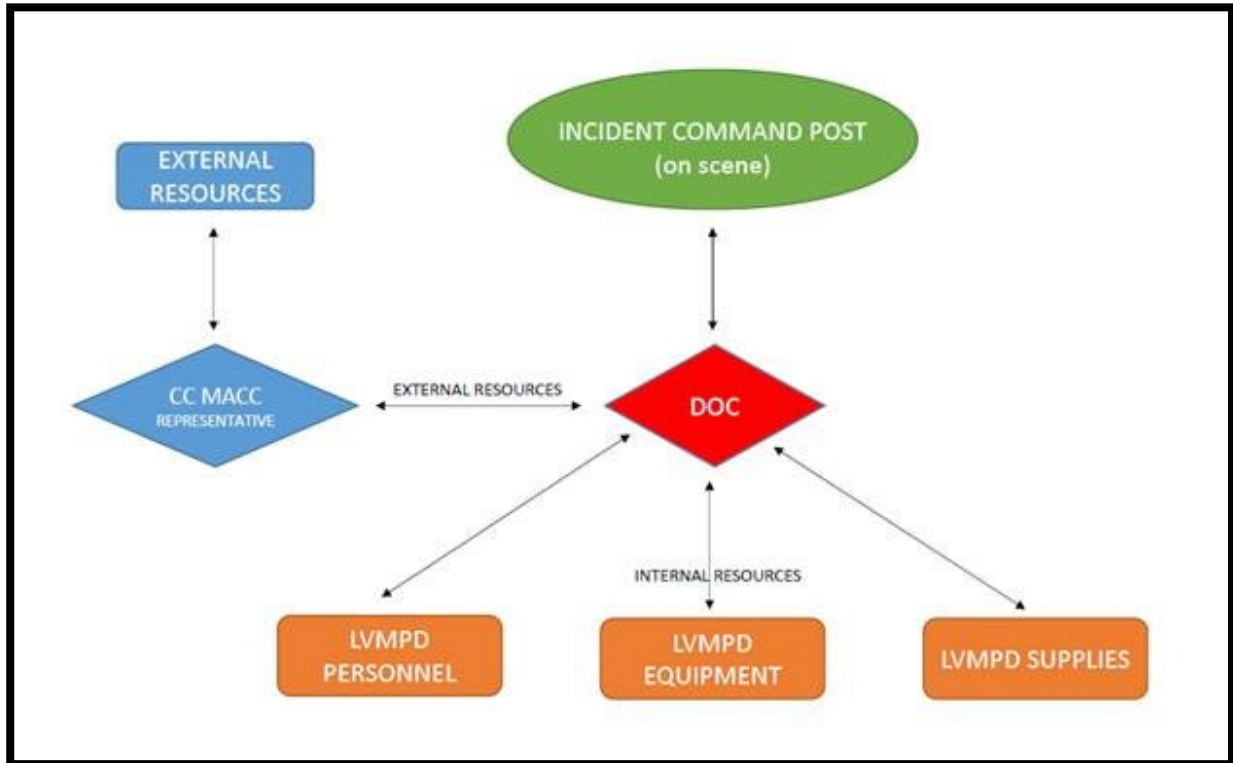 INCIDENT COMMAND POST
(on scene)
EXTERNAL
RESOURCES
CC MACC
REPRESENTATIVE
EXTERNAL RESOURCES
DOC
INTERNAL RESOURCES
LVMPD
PERSONNEL
LVMPD
EQUIPMENT
LVMPD SUPPLIES